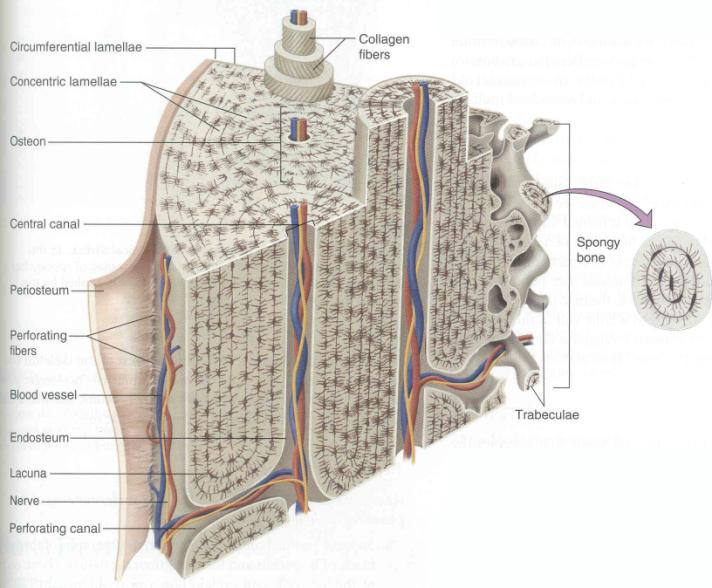 Circumferential lamellae
Collagen
fibers
Concentric lamellae
Osteon
Central canal
Spongy
bone
Periosteum
Perforating
fibers
Blood vessel
Trabeculae
Endosteum
Lacuna
Nerve
Perforating canal